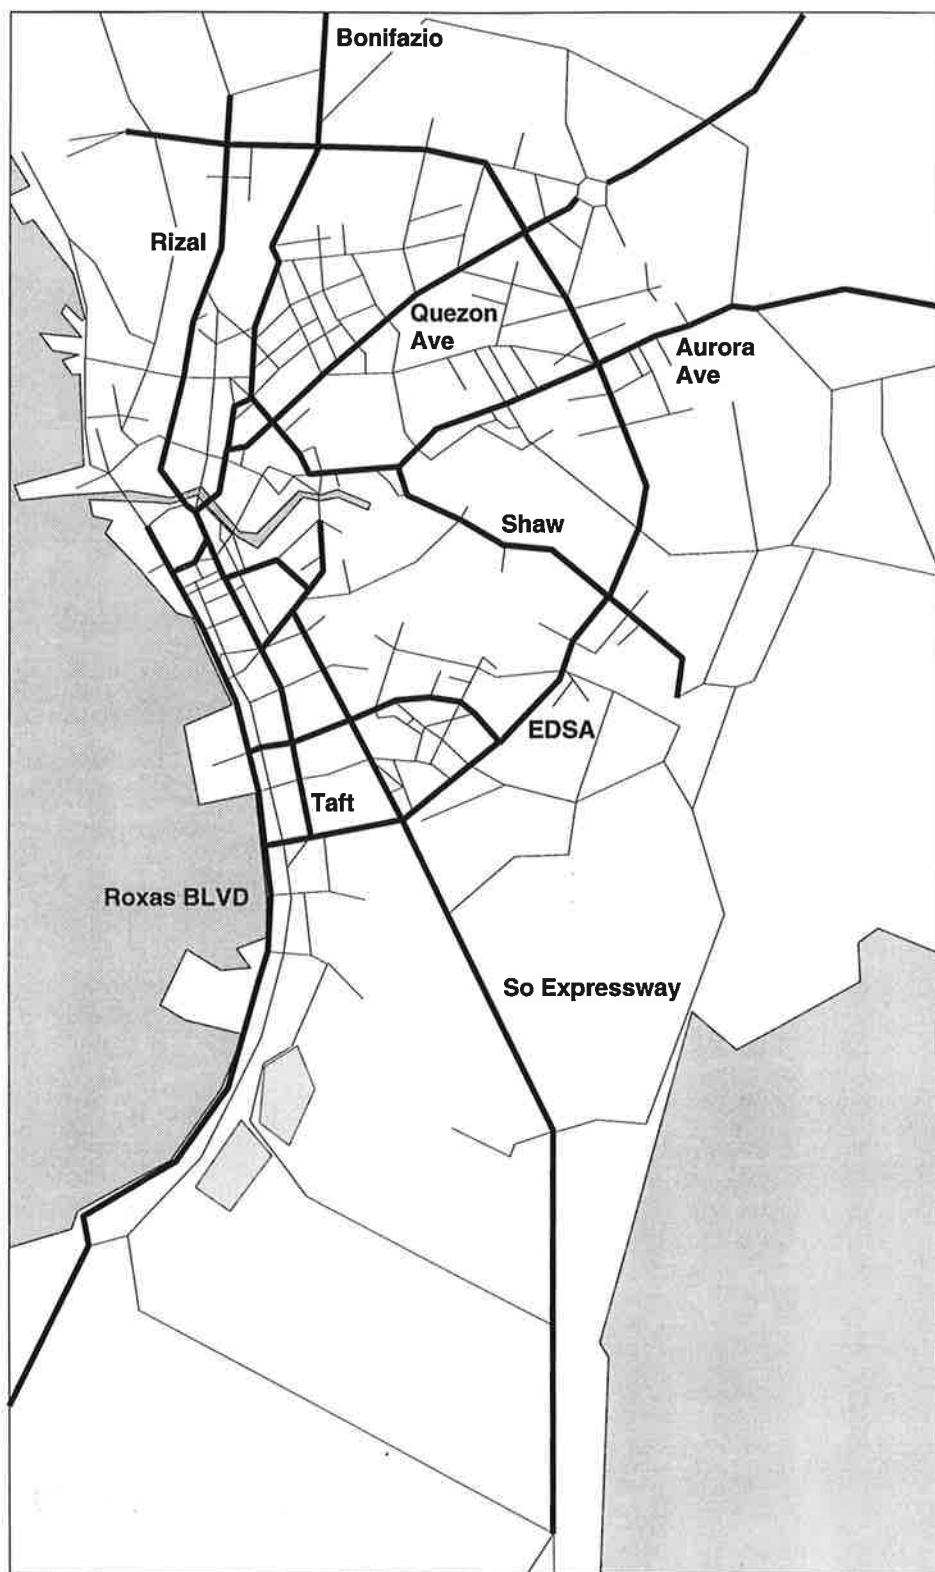 Bonifazio
Rizal
Quezon
Ave
Aurora
Ave
Shaw
EDSA
Taft
Roxas BLVD
So Expressway